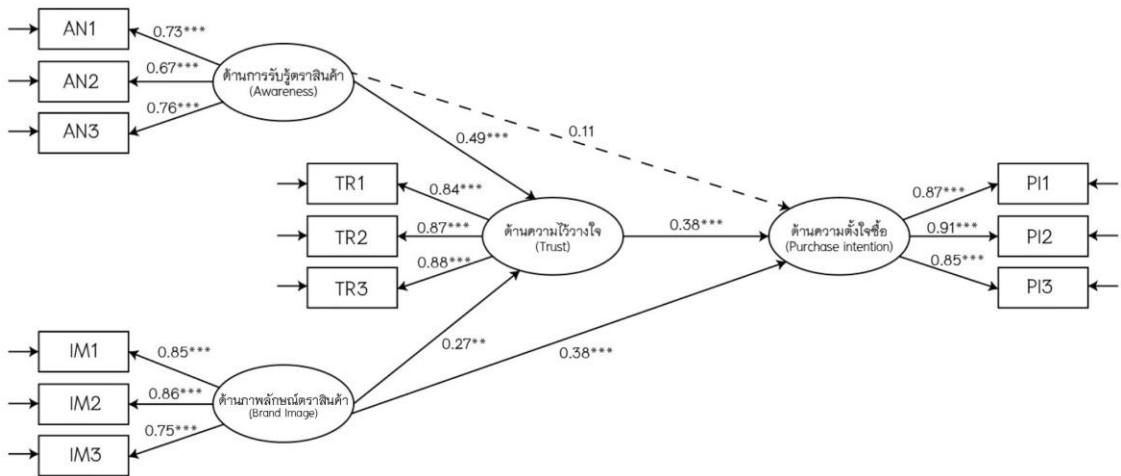 AN1
0.73***
AN2
0.67***
AN3
0.76***
ด้านการรับรู้ตราสินค้า
(Awareness)
0.11
0.49***
TR1
0.84***
TR2
0.87***
TR3
0.88***
ด้านความไว้วางใจ
(Trust)
0.38***
ด้านความตั้งใจซื้อ
(Purchase intention)
0.87***
PI1
0.91***
PI2
0.85***
PI3
0.27**
0.38***
IM1
0.85***
IM2
0.86***
IM3
0.75***
ด้านภาพลักษณ์ตราสินค้า
(Brand Image)